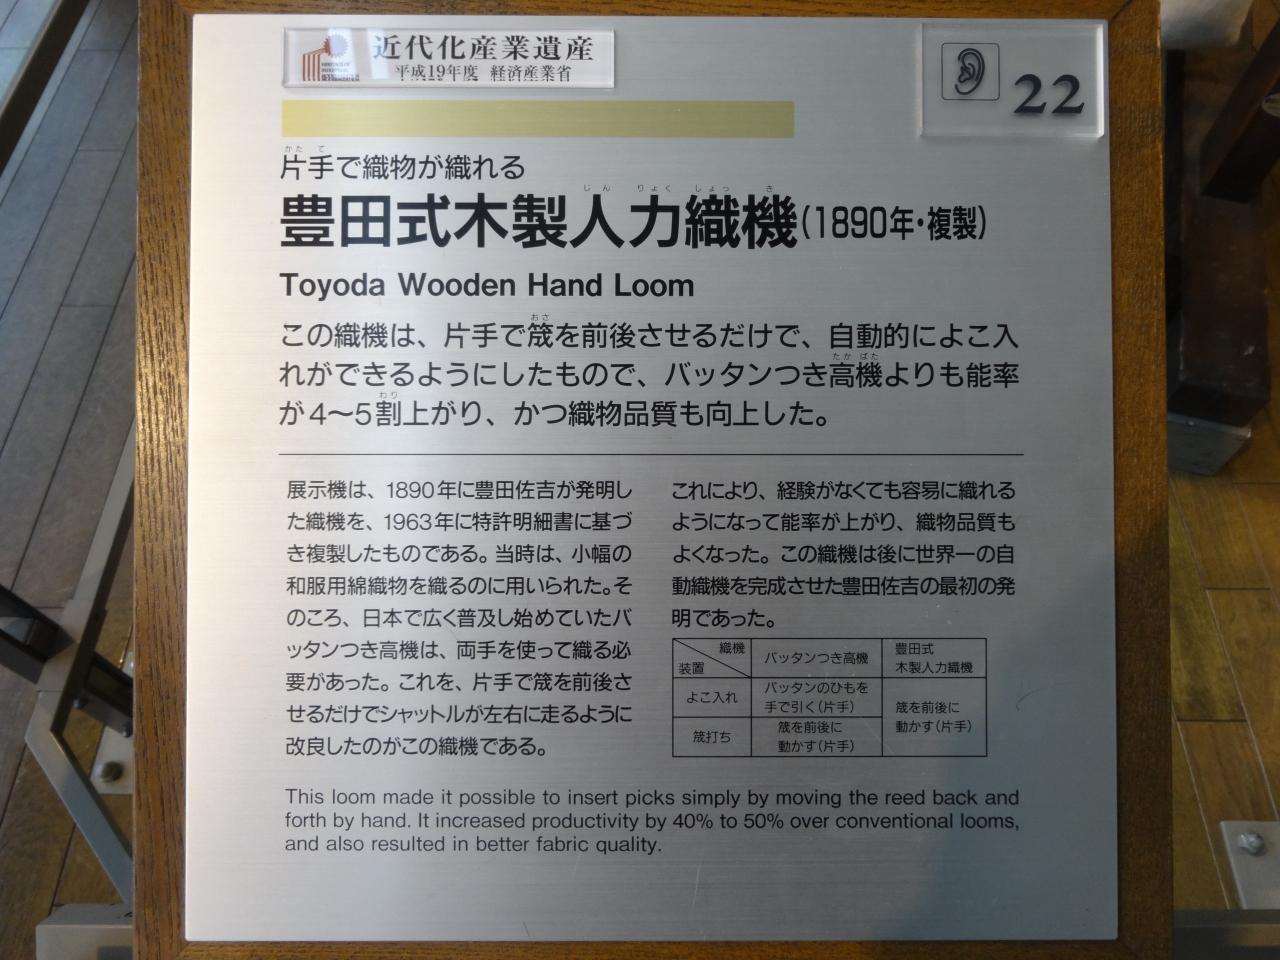 近代化産業遺産
平成19年度 経済産業省
22
片手で織物が織れる
豊田式木製人力織機(1890年・複製)
Toyoda Wooden Hand Loom
この織機は、片手で筬を前後させるだけで、自動的によこ入
れができるようにしたもので、バッタンつき高機よりも能率
が4〜5割上がり、かつ織物品質も向上した。
展示機は、1890年に豊田佐吉が発明し
た織機を、1963年に特許明細書に基づ
き複製したものである。当時は、小幅の
和服用綿織物を織るのに用いられた。そ
のころ、日本で広く普及し始めていたバ
ッタンつき高機は、両手を使って織る必
要があった。これを、片手で筬を前後さ
せるだけでシャットルが左右に走るように
改良したのがこの織機である。
これにより、経験がなくても容易に織れる
ようになって能率が上がり、織物品質も
よくなった。この織機は後に世界一の自
動織機を完成させた豊田佐吉の最初の発
明であった。
織機
装置
バッタンつき高機
豊田式
木製人力織機
よこ入れ
バッタンのひもを
手で引く(片手)
筬を前後に
動かす(片手)
筬打ち
筬を前後に
動かす(片手)
This loom made it possible to insert picks simply by moving the reed back and
forth by hand. It increased productivity by 40% to 50% over conventional looms,
and also resulted in better fabric quality.